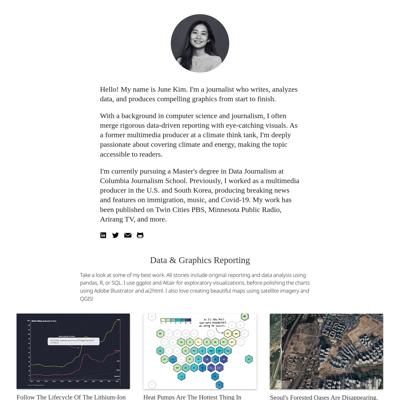 Hello! My name is June Kim. I'm a journalist who writes, analyzes
data, and produces compelling graphics from start to finish.
With a background in computer science and journalism, I often
merge rigorous data-driven reporting with eye-catching visuals. As
a former multimedia producer at a climate think tank, I'm deeply
passionate about covering climate and energy, making the topic
accessible to readers.
I'm currently pursuing a Master's degree in Data Journalism at
Columbia Journalism School. Previously, I worked as a multimedia
producer in the U.S. and South Korea, producing breaking news
and features on immigration, music, and Covid-19. My work has
been published on Twin Cities PBS, Minnesota Public Radio,
Arirang TV, and more.
Data & Graphics Reporting
Take a look at some of my best work. All stories include original reporting and data analysis using
pandas, R, or SQL. I use ggplot and Altair for exploratory visualizations, before polishing the charts
using Adobe Illustrator and ai2html. I also love creating beautiful maps using satellite imagery and
QGIS!
Follow The Lifecycle Of The Lithium-Ion
Heat Pumps Are The Hottest Thing In
Seoul's Forested Oases Are Disappearing.